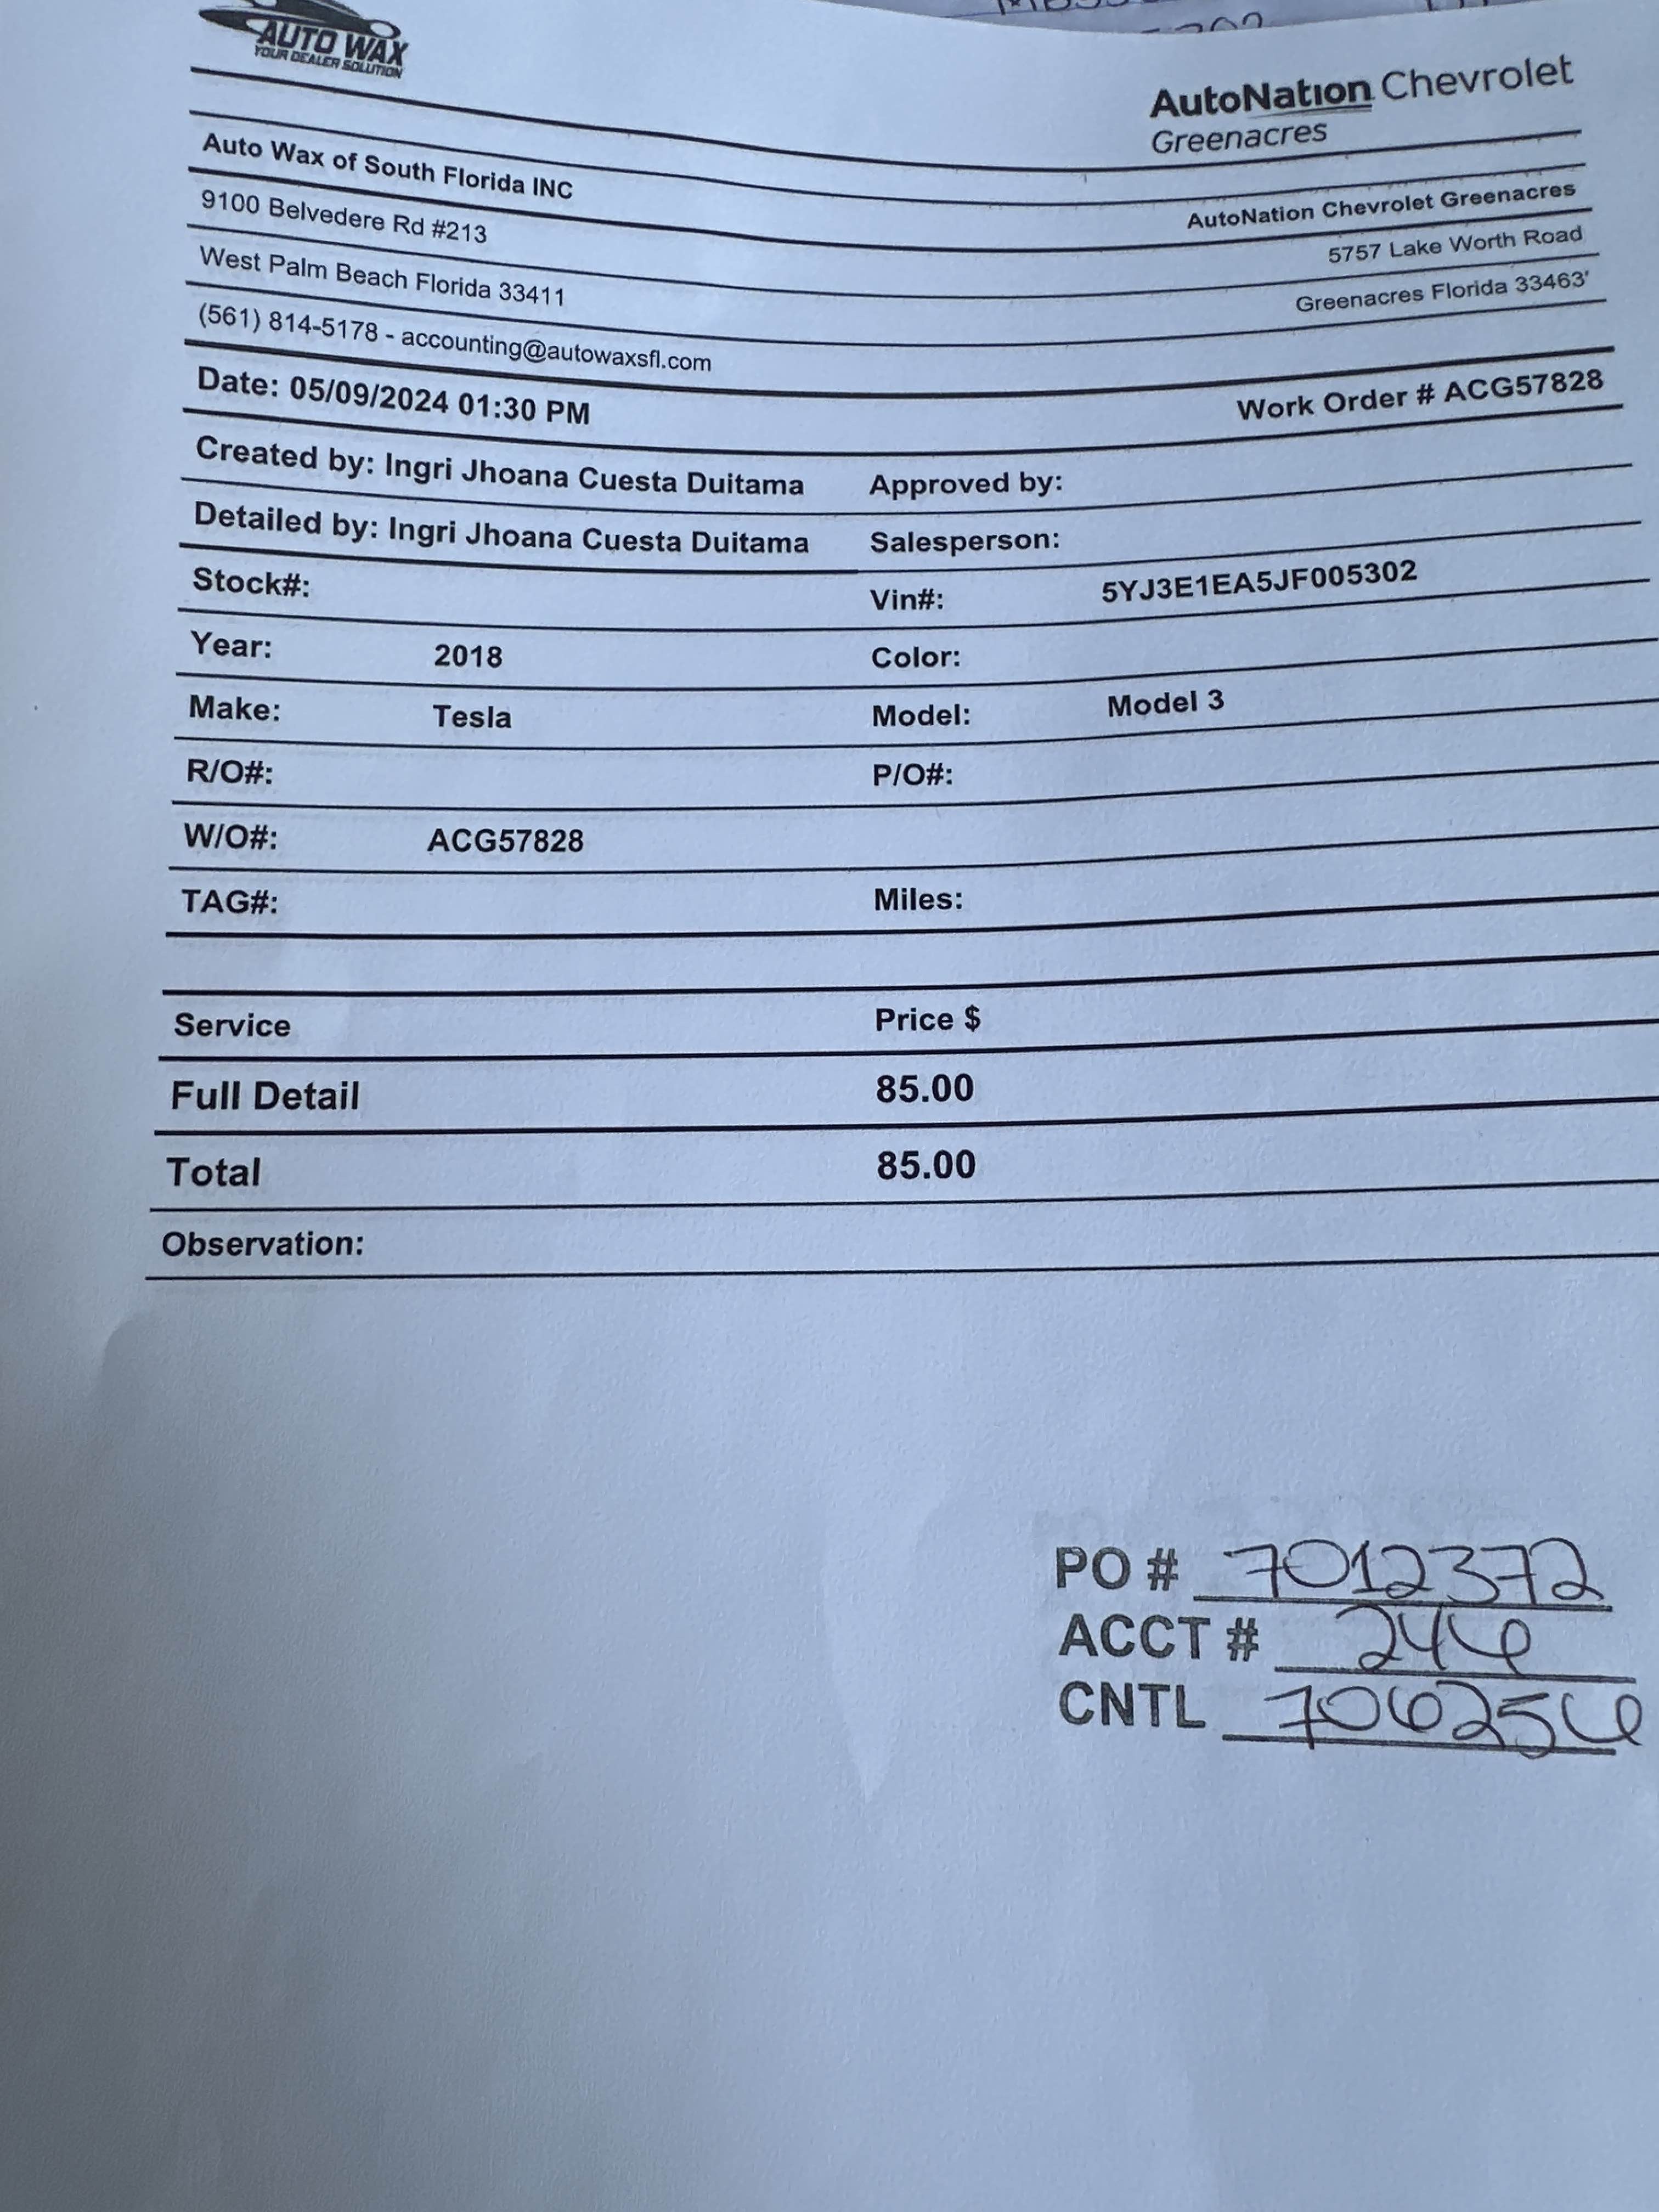 AUTO WAX
YOUR DEALER SOLUTION
AutoNation Chevrolet
Greenacres
Auto Wax of South Florida INC
AutoNation Chevrolet Greenacres
9100 Belvedere Rd #213
5757 Lake Worth Road
West Palm Beach Florida 33411
Greenacres Florida 33463'
(561) 814-5178 - accounting@autowaxsfl.com
Date: 05/09/2024 01:30 PM Work Order # ACG57828
Created by: Ingri Jhoana Cuesta Duitama Approved by:
Detailed by: Ingri Jhoana Cuesta Duitama Salesperson:
Stock#: Vin#: 5YJ3E1EA5JF005302
Year: 2018 Color:
Make: Tesla Model: Model 3
R/O#: P/O#:
W/O#: ACG57828
TAG#: Miles:
Service Price $
Full Detail 85.00
Total 85.00
Observation:
PO # 7012372
ACCT # 246
CNTL 706256